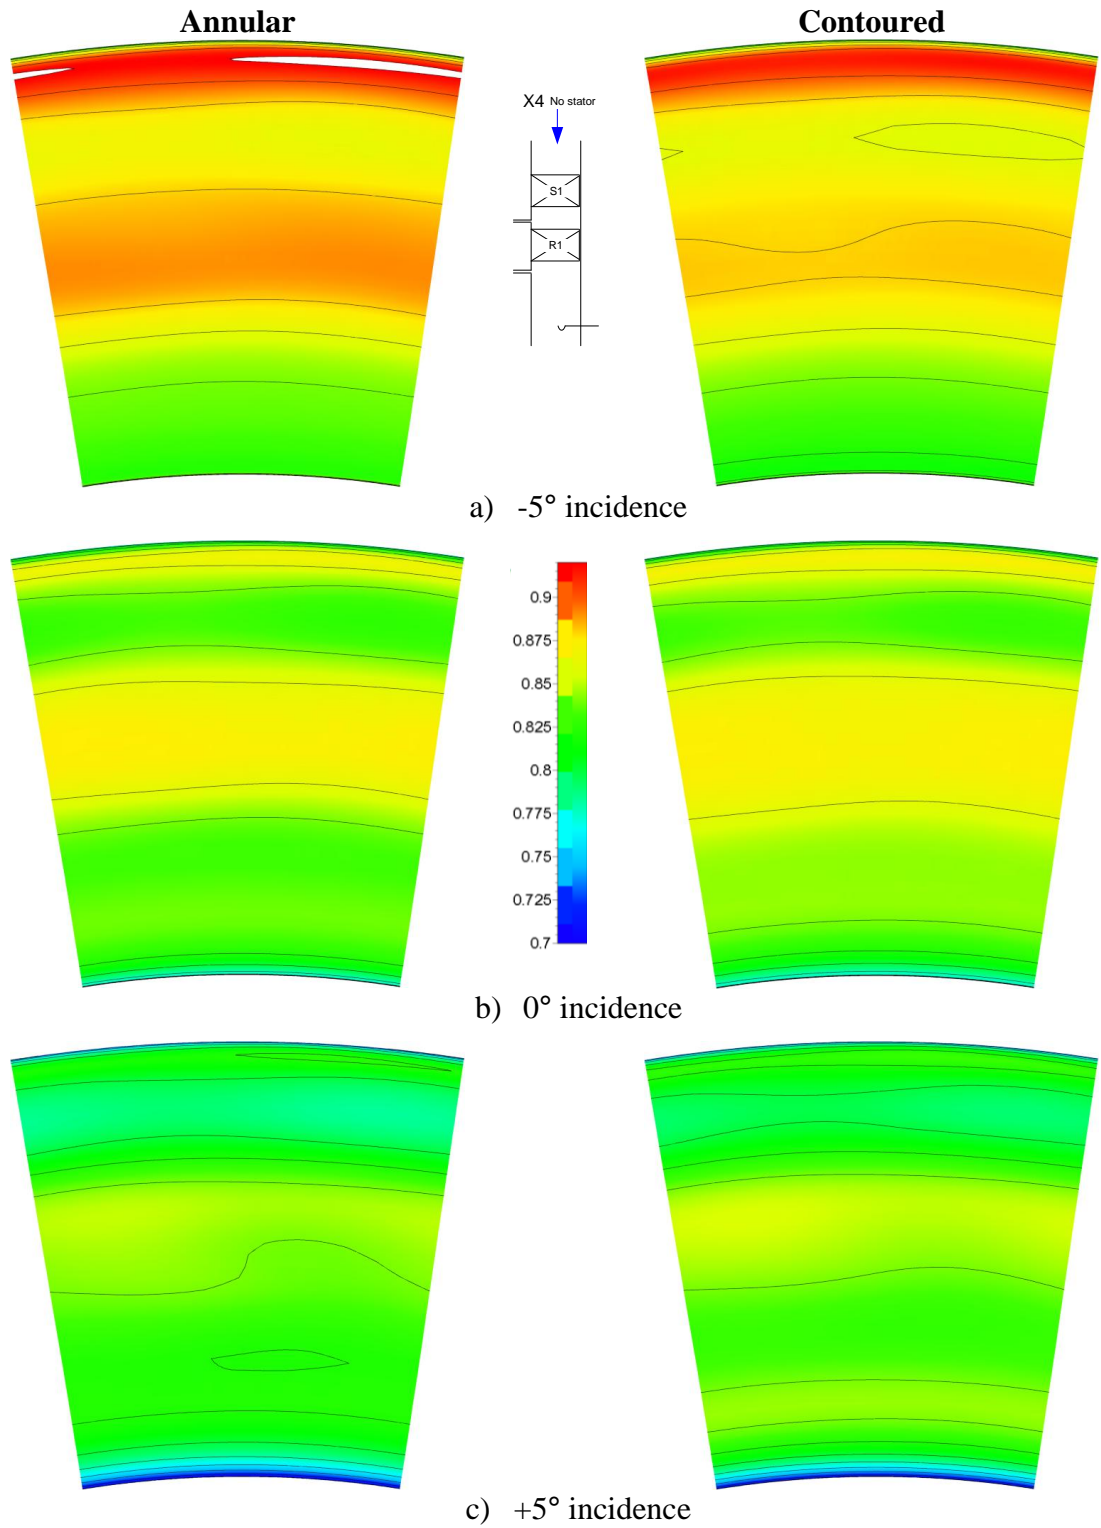 Annular
Contoured
X4 No stator
S1
R1
a) -5° incidence
0.9
0.875
0.85
0.825
0.8
0.775
0.75
0.725
0.7
b) 0° incidence
c) +5° incidence